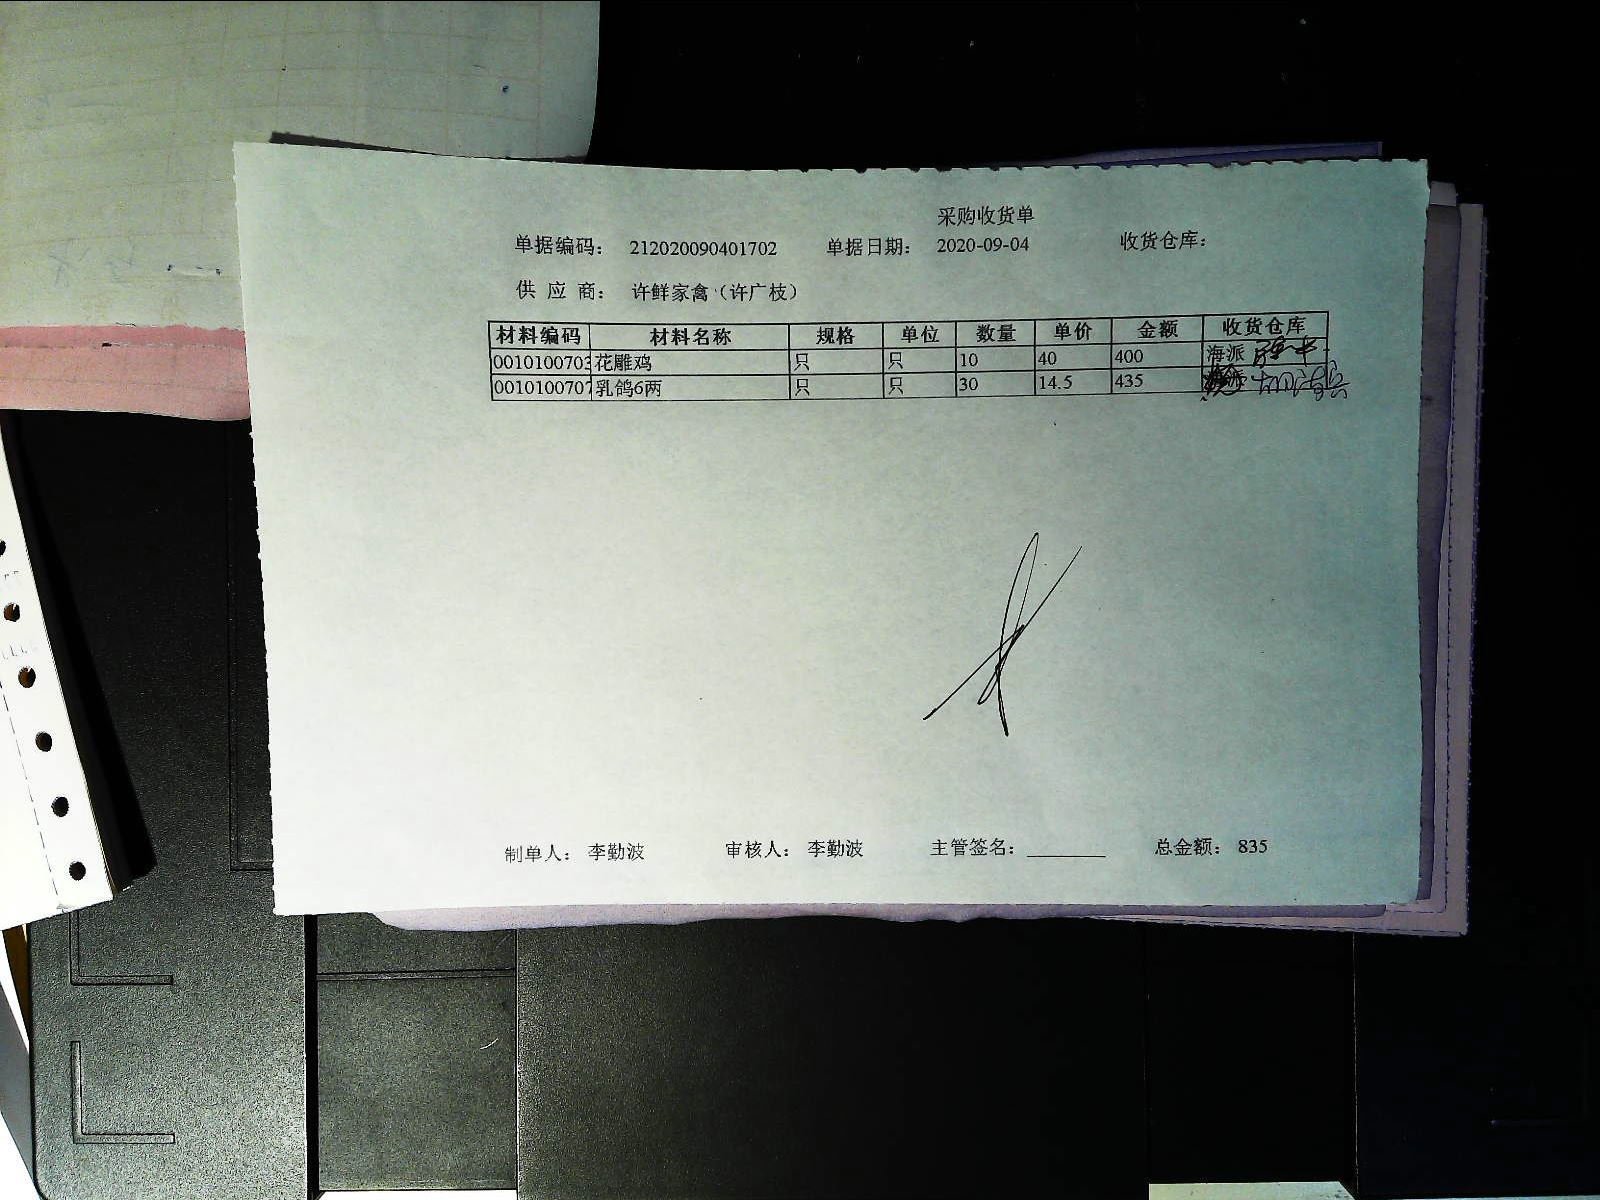 采购收货单
单据编码： 212020090401702 单据日期： 2020-09-04 收货仓库：
供 应 商： 许鲜家禽（许广枝）
材料编码 材料名称 规格 单位 数量 单价 金额 收货仓库
0010100703 花雕鸡 只 只 10 40 400 海派
0010100707 乳鸽6两 只 只 30 14.5 435
制单人： 李勤波 审核人： 李勤波 主管签名： 总金额： 835